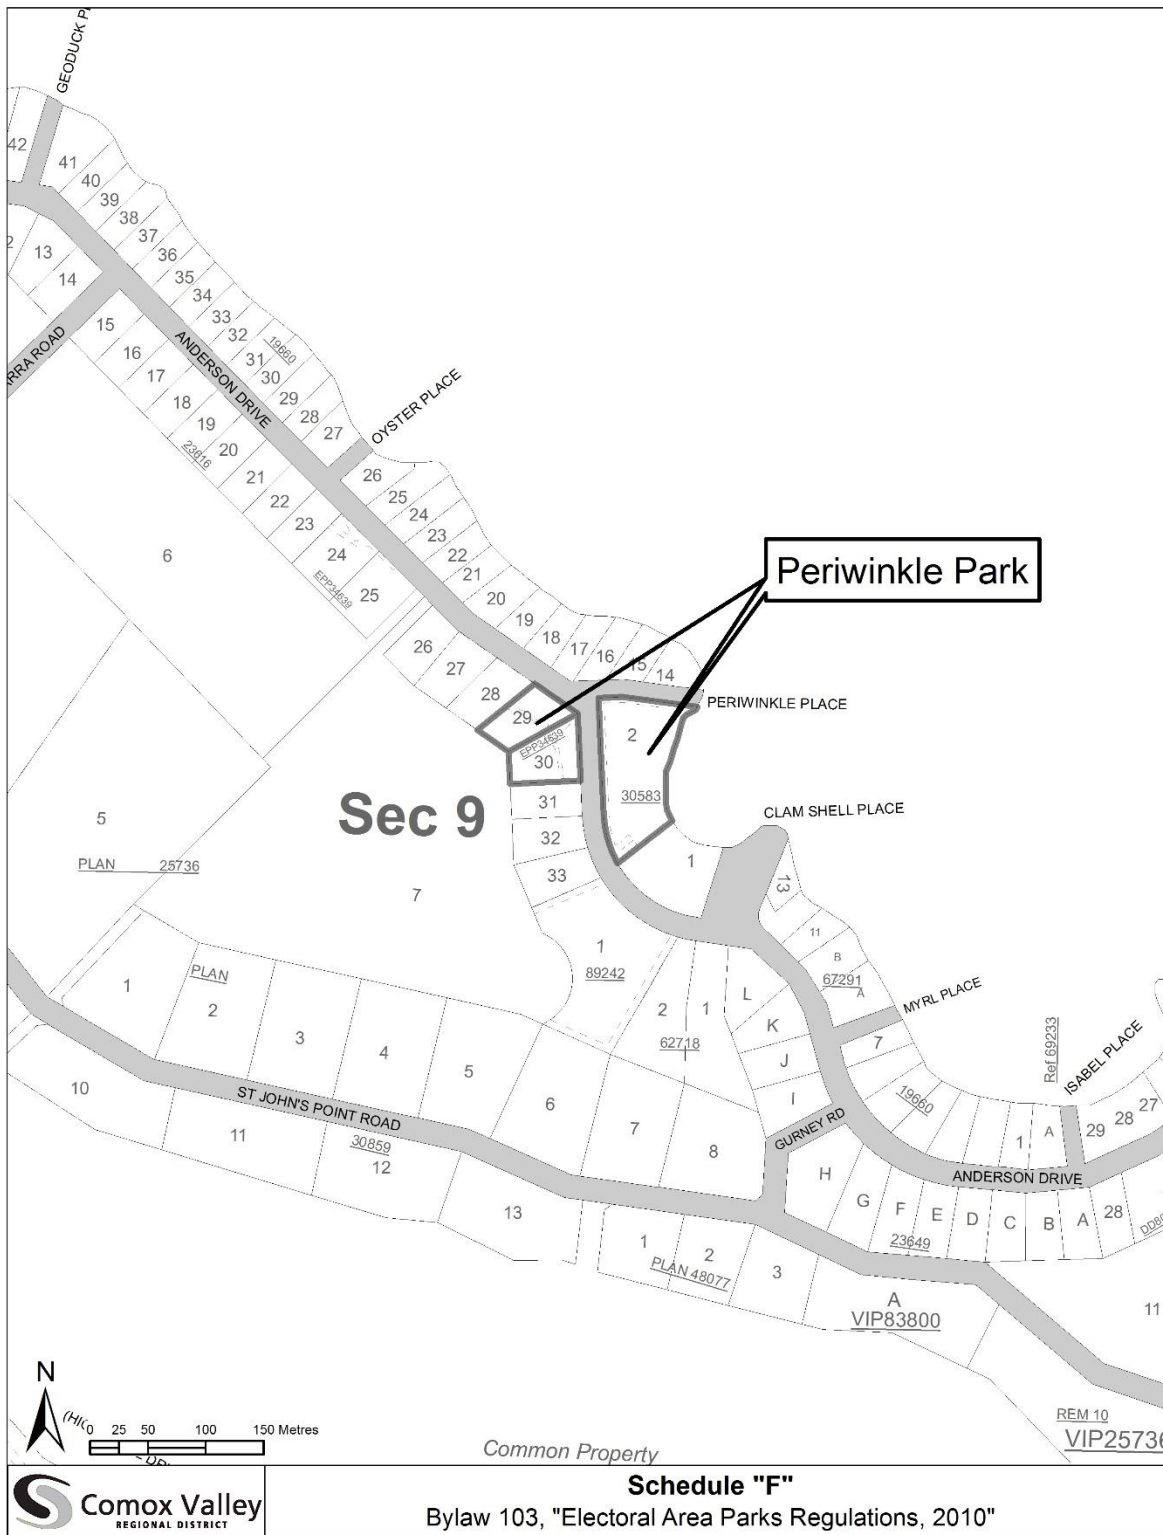 GEODUCK
42
41
40
39
38
37
36
35
34
33
32
31
30
29
28
27
19660
13
14
15
16
17
18
19
20
21
22
23
24
25
23616
EPP34639
ANDERSON DRIVE
OYSTER PLACE
26
25
24
23
22
21
20
19
18
17
16
15
14
6
Periwinkle Park
PERIWINKLE PLACE
26
27
28
29
EPP34639
30
31
32
33
2
30583
CLAM SHELL PLACE
1
13
11
B
67291
A
MYRL PLACE
7
Sec 9
5
PLAN 25736
7
1
89242
2
1
62718
L
K
J
I
GURNEY RD
19660
Ref 69233
ISABEL PLACE
1
A
29
28
27
ANDERSON DRIVE
1
PLAN
2
3
4
5
6
7
8
H
G
F
E
D
C
B
A
28
23649
10
ST JOHN'S POINT ROAD
11
30859
12
13
1
2
PLAN 48077
3
A
VIP83800
11
REM 10
VIP25736
Common Property
N
0 25 50 100 150 Metres
Comox Valley
REGIONAL DISTRICT
Schedule "F"
Bylaw 103, "Electoral Area Parks Regulations, 2010"